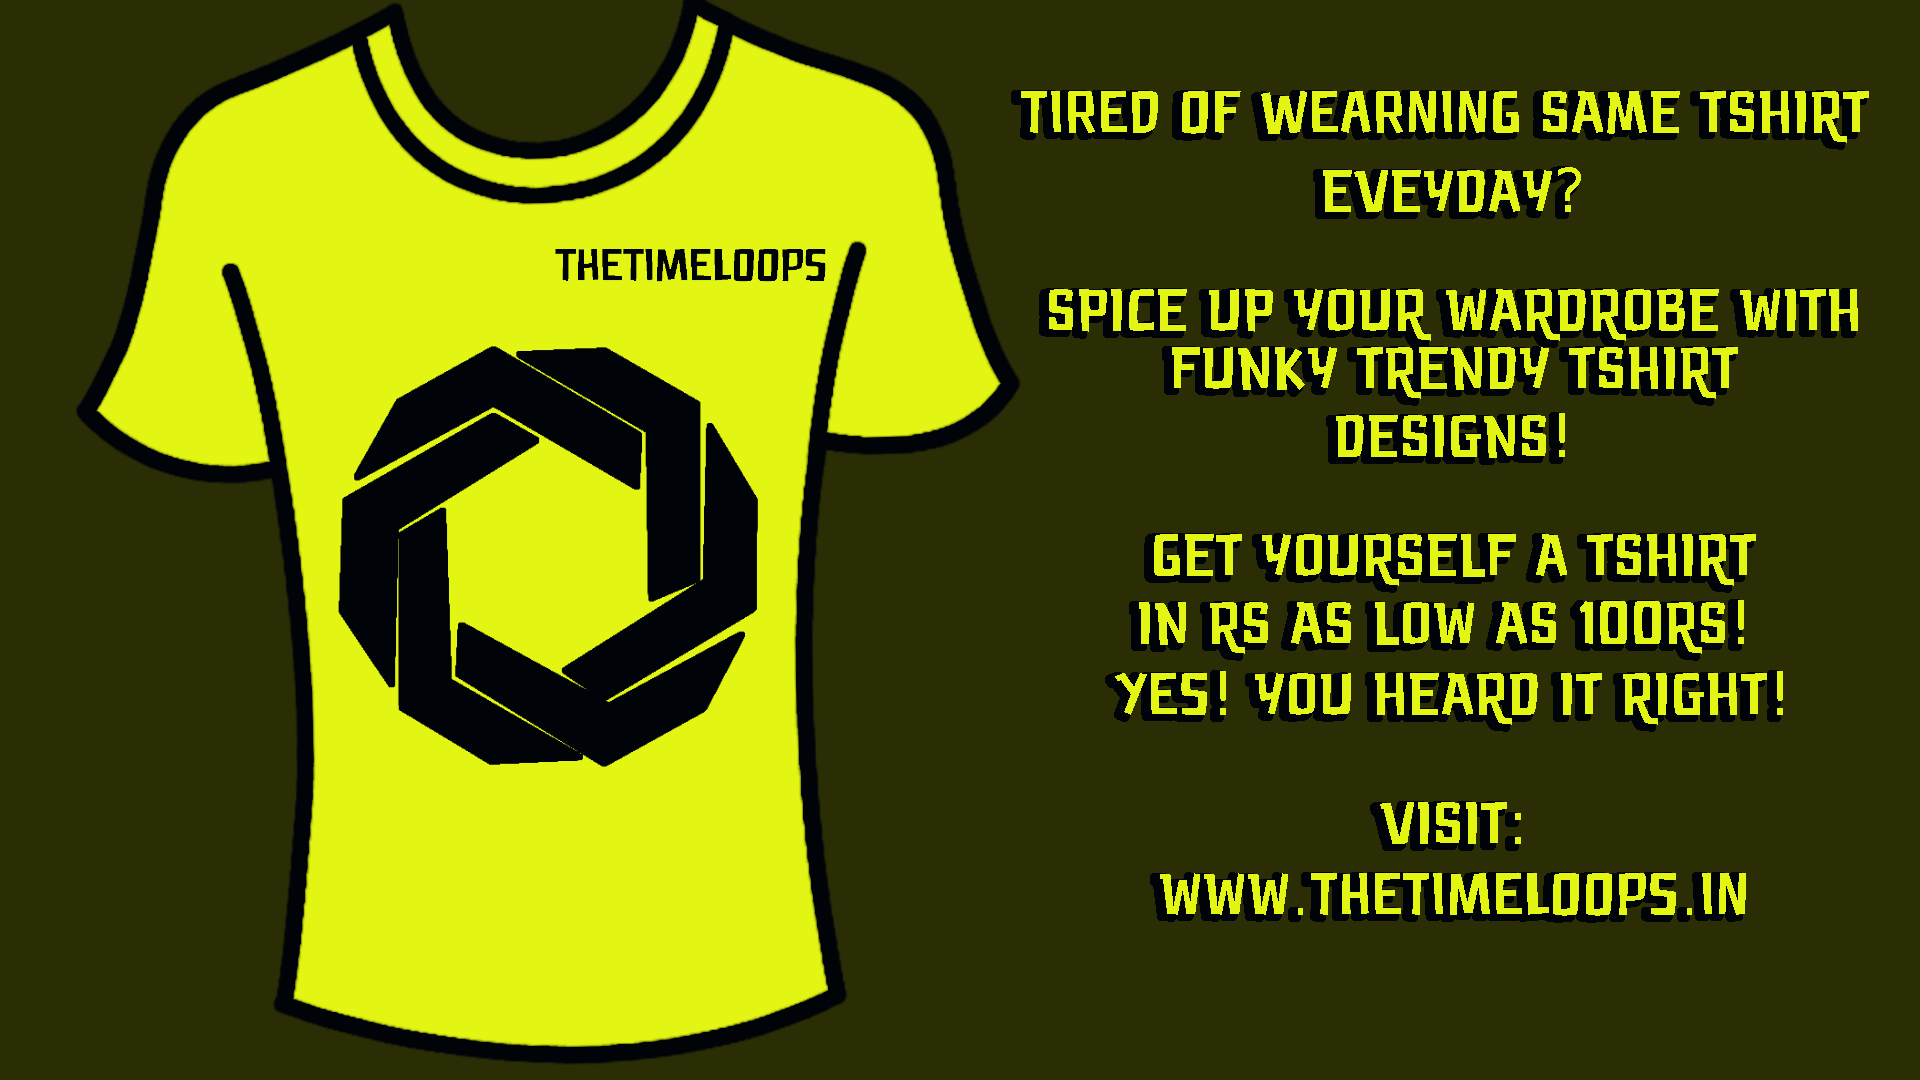 THETIMELOOPS
TIRED OF WEARNING SAME TSHIRT
EVEYDAY?
SPICE UP YOUR WARDROBE WITH
FUNKY TRENDY TSHIRT
DESIGNS!
GET YOURSELF A TSHIRT
IN RS AS LOW AS 100RS!
YES! YOU HEARD IT RIGHT!
VISIT:
WWW.THETIMELOOPS.IN